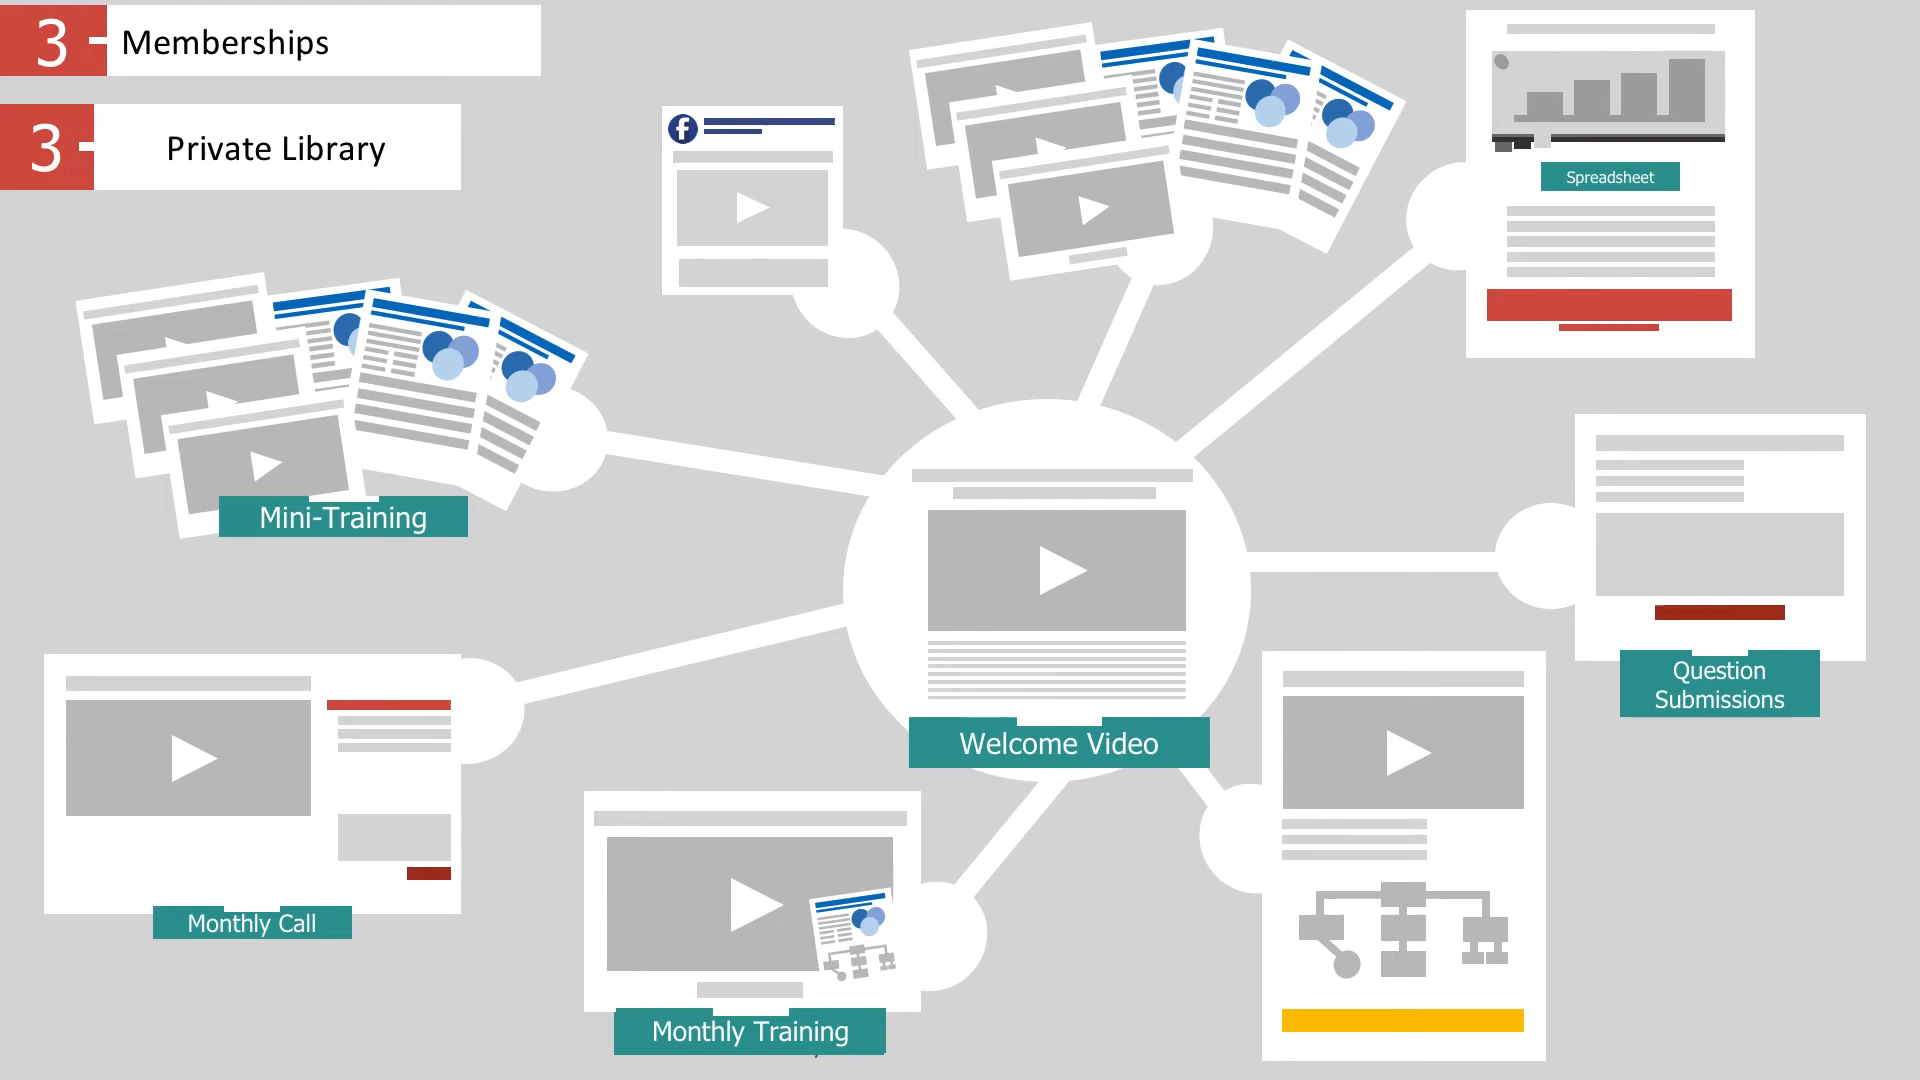 3
Memberships
3
Private Library
Spreadsheet
Mini-Training
Question
Submissions
Welcome Video
Monthly Call
Monthly Training